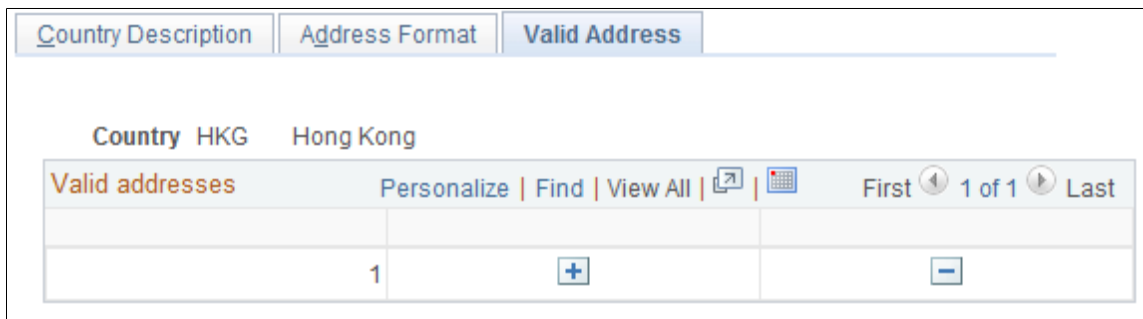 Country Description Address Format Valid Address
Country HKG Hong Kong
Valid addresses Personalize | Find | View All | | First 1 of 1 Last
1